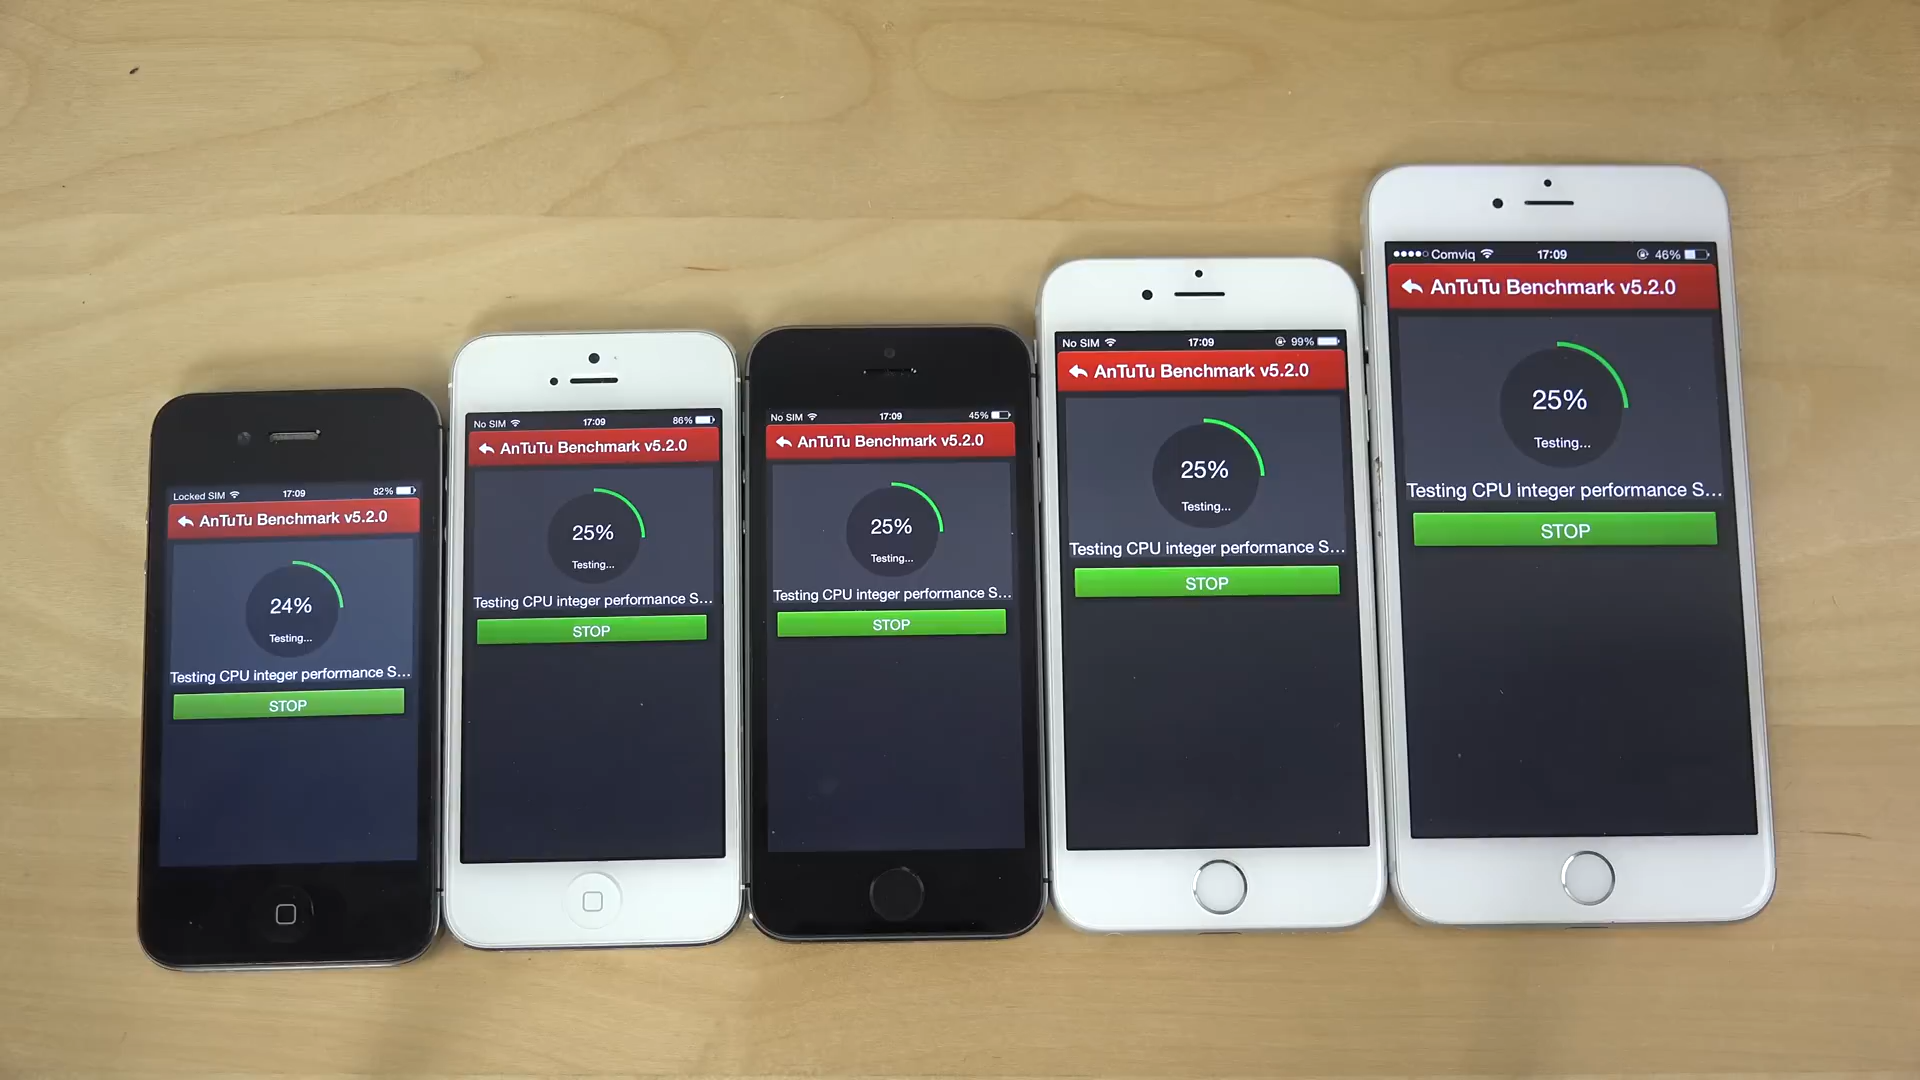 Locked SIM 17:09 82%
AnTuTu Benchmark v5.2.0
24%
Testing...
Testing CPU integer performance S...
STOP
No SIM 17:09 86%
AnTuTu Benchmark v5.2.0
25%
Testing...
Testing CPU integer performance S...
STOP
No SIM 17:09 45%
AnTuTu Benchmark v5.2.0
25%
Testing...
Testing CPU integer performance S...
STOP
No SIM 17:09 99%
AnTuTu Benchmark v5.2.0
25%
Testing...
Testing CPU integer performance S...
STOP
Comviq 17:09 46%
AnTuTu Benchmark v5.2.0
25%
Testing...
Testing CPU integer performance S...
STOP